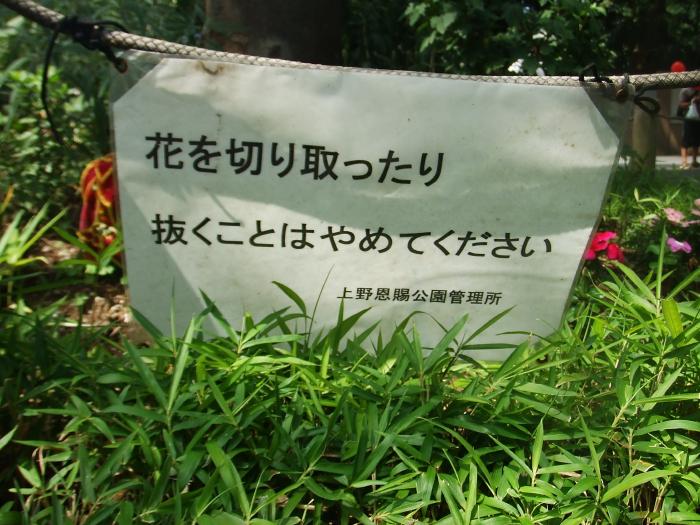 花を切り取ったり
抜くことはやめてください
上野恩賜公園管理所